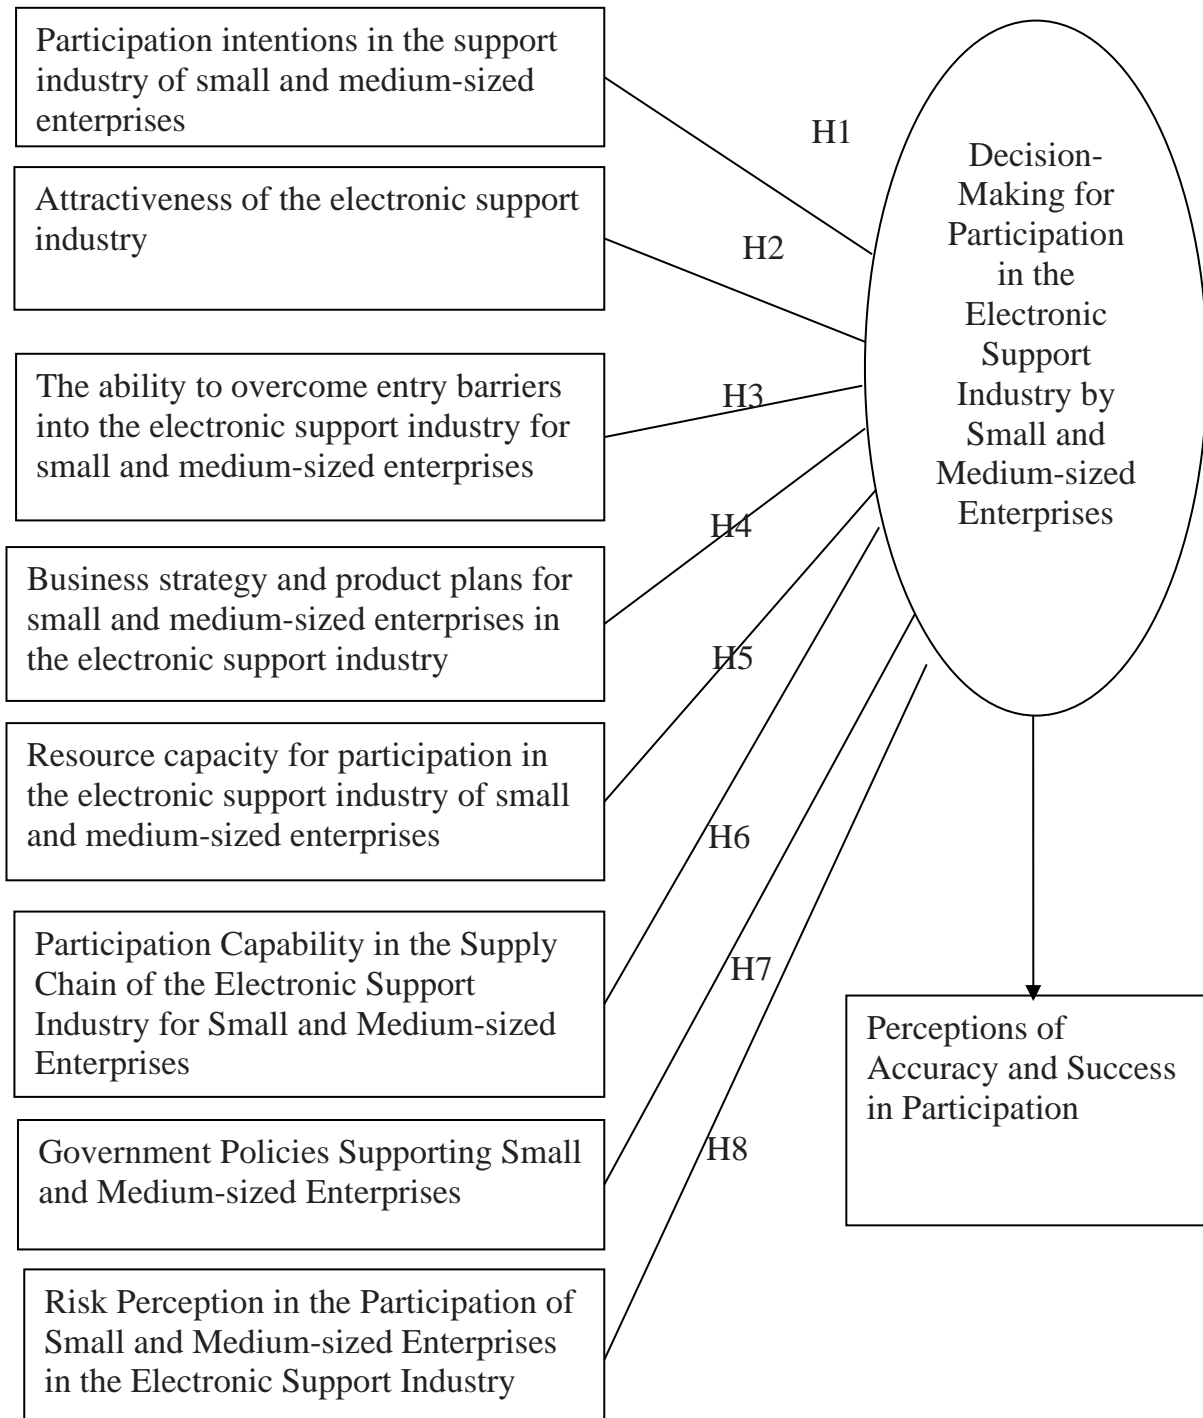 Participation intentions in the support
industry of small and medium-sized
enterprises
H1
Attractiveness of the electronic support
industry
H2
The ability to overcome entry barriers
into the electronic support industry for
small and medium-sized enterprises
H3
Business strategy and product plans for
small and medium-sized enterprises in
the electronic support industry
H4
Resource capacity for participation in
the electronic support industry of small
and medium-sized enterprises
H5
Participation Capability in the Supply
Chain of the Electronic Support
Industry for Small and Medium-sized
Enterprises
H6
Government Policies Supporting Small
and Medium-sized Enterprises
H7
Risk Perception in the Participation of
Small and Medium-sized Enterprises
in the Electronic Support Industry
H8
Decision-
Making for
Participation
in the
Electronic
Support
Industry by
Small and
Medium-sized
Enterprises
Perceptions of
Accuracy and Success
in Participation